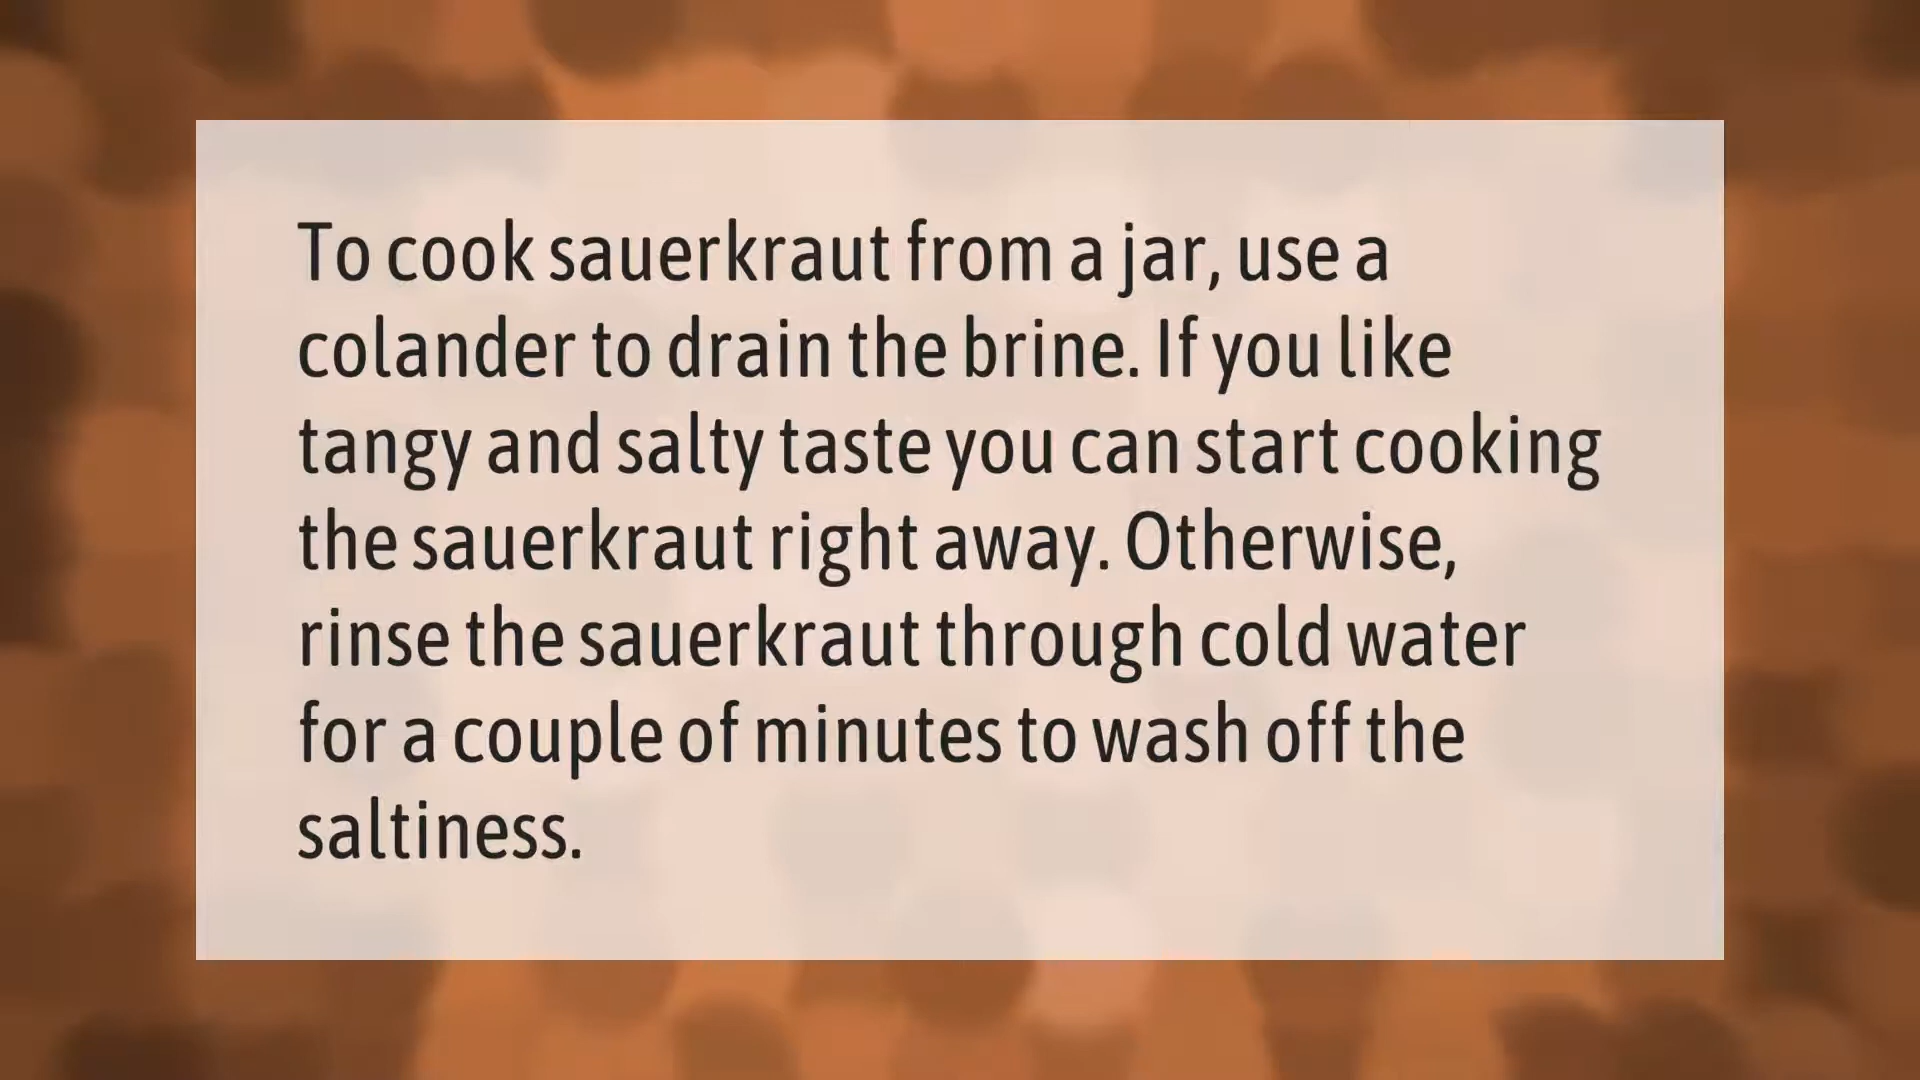 To cook sauerkraut from a jar, use a
colander to drain the brine. If you like
tangy and salty taste you can start cooking
the sauerkraut right away. Otherwise,
rinse the sauerkraut through cold water
for a couple of minutes to wash off the
saltiness.